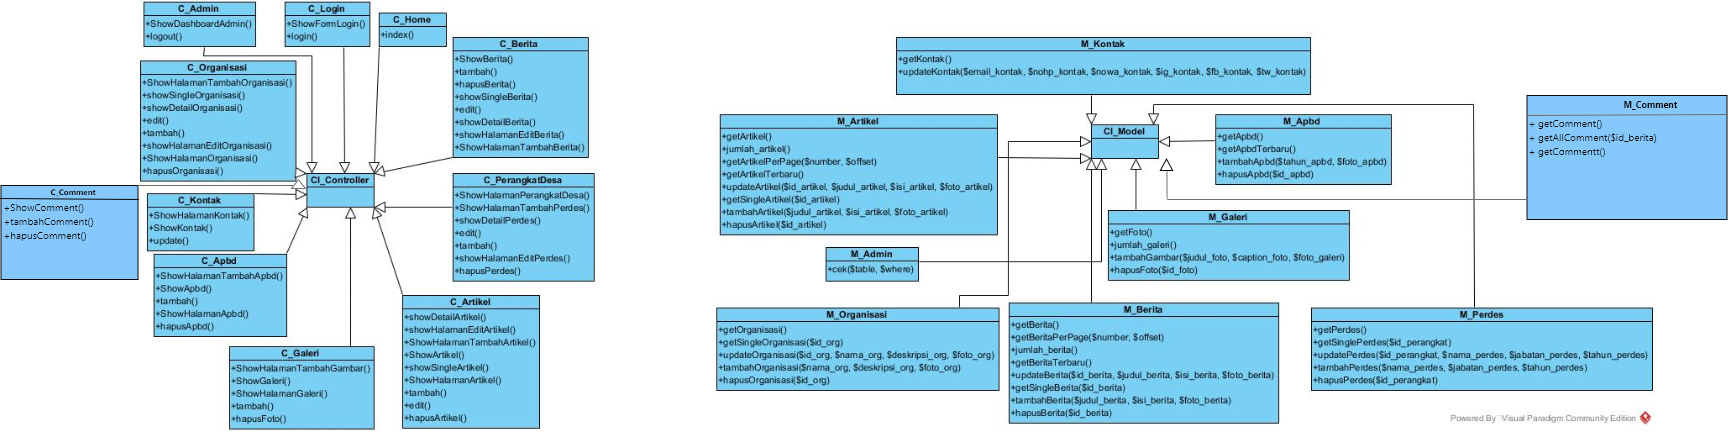 C_Admin
+ShowDashboardAdmin()
+logout()
C_Login
+ShowFormLogin()
+login()
C_Home
+index()
C_Berita
+ShowBerita()
+tambah()
+hapusBerita()
+showSingleBerita()
+edit()
+showDetailBerita()
+showHalamanEditBerita()
+ShowHalamanTambahBerita()
C_Organisasi
+ShowHalamanTambahOrganisasi()
+showSingleOrganisasi()
+showDetailOrganisasi()
+edit()
+tambah()
+showHalamanEditOrganisasi()
+ShowHalamanOrganisasi()
+hapusOrganisasi()
CI_Controller
C_Comment
+ShowComment()
+tambahComment()
+hapusComment()
C_Kontak
+ShowHalamanKontak()
+ShowKontak()
+update()
C_PerangkatDesa
+ShowHalamanPerangkatDesa()
+ShowHalamanTambahPerdes()
+showDetailPerdes()
+edit()
+tambah()
+showHalamanEditPerdes()
+hapusPerdes()
C_Apbd
+ShowHalamanTambahApbd()
+ShowApbd()
+tambah()
+ShowHalamanApbd()
+hapusApbd()
C_Artikel
+showDetailArtikel()
+showHalamanEditArtikel()
+ShowHalamanTambahArtikel()
+ShowArtikel()
+showSingleArtikel()
+ShowHalamanArtikel()
+tambah()
+edit()
+hapusArtikel()
C_Galeri
+ShowHalamanTambahGambar()
+ShowGaleri()
+ShowHalamanGaleri()
+tambah()
+hapusFoto()
M_Kontak
+getKontak()
+updateKontak($email_kontak, $nohp_kontak, $nowa_kontak, $ig_kontak, $fb_kontak, $tw_kontak)
M_Artikel
+getArtikel()
+jumlah_artikel()
+getArtikelPerPage($number, $offset)
+getArtikelTerbaru()
+updateArtikel($id_artikel, $judul_artikel, $isi_artikel, $foto_artikel)
+getSingleArtikel($id_artikel)
+tambahArtikel($judul_artikel, $isi_artikel, $foto_artikel)
+hapusArtikel($id_artikel)
CI_Model
M_Apbd
+getApbd()
+getApbdTerbaru()
+tambahApbd($tahun_apbd, $foto_apbd)
+hapusApbd($id_apbd)
M_Comment
+ getComment()
+ getAllComment($id_berita)
+ getCommentt()
M_Galeri
+getFoto()
+jumlah_galeri()
+tambahGambar($judul_foto, $caption_foto, $foto_galeri)
+hapusFoto($id_foto)
M_Admin
+cek($table, $where)
M_Organisasi
+getOrganisasi()
+getSingleOrganisasi($id_org)
+updateOrganisasi($id_org, $nama_org, $deskripsi_org, $foto_org)
+tambahOrganisasi($nama_org, $deskripsi_org, $foto_org)
+hapusOrganisasi($id_org)
M_Berita
+getBerita()
+getBeritaPerPage($number, $offset)
+jumlah_berita()
+getBeritaTerbaru()
+updateBerita($id_berita, $judul_berita, $isi_berita, $foto_berita)
+getSingleBerita($id_berita)
+tambahBerita($judul_berita, $isi_berita, $foto_berita)
+hapusBerita($id_berita)
M_Perdes
+getPerdes()
+getSinglePerdes($id_perangkat)
+updatePerdes($id_perangkat, $nama_perdes, $jabatan_perdes, $tahun_perdes)
+tambahPerdes($nama_perdes, $jabatan_perdes, $tahun_perdes)
+hapusPerdes($id_perangkat)
Powered By Visual Paradigm Community Edition